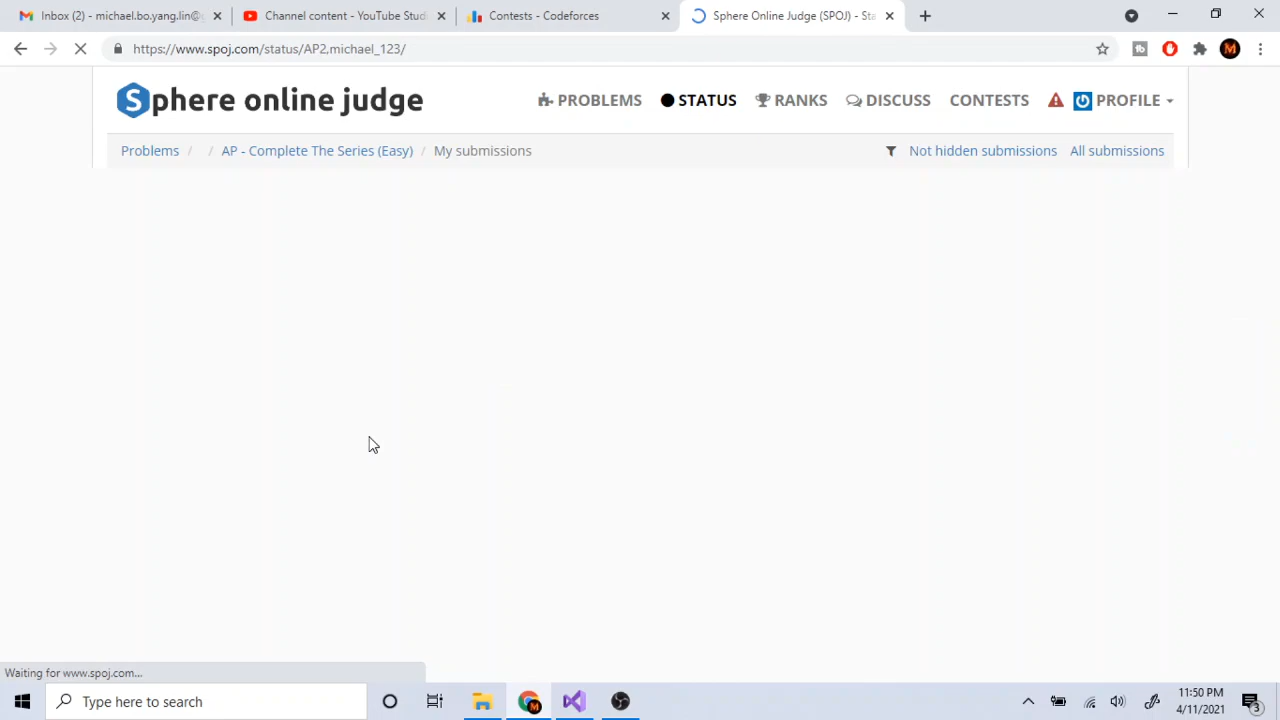 Inbox (2) - michael.bo.yang.lin@g
Channel content - YouTube Studi
Contests - Codeforces
Sphere Online Judge (SPOJ) - Sta
https://www.spoj.com/status/AP2,michael_123/
Sphere online judge
PROBLEMS
STATUS
RANKS
DISCUSS
CONTESTS
PROFILE
Problems / / AP - Complete The Series (Easy) / My submissions
Not hidden submissions
All submissions
Waiting for www.spoj.com...
Type here to search
11:50 PM
4/11/2021
3